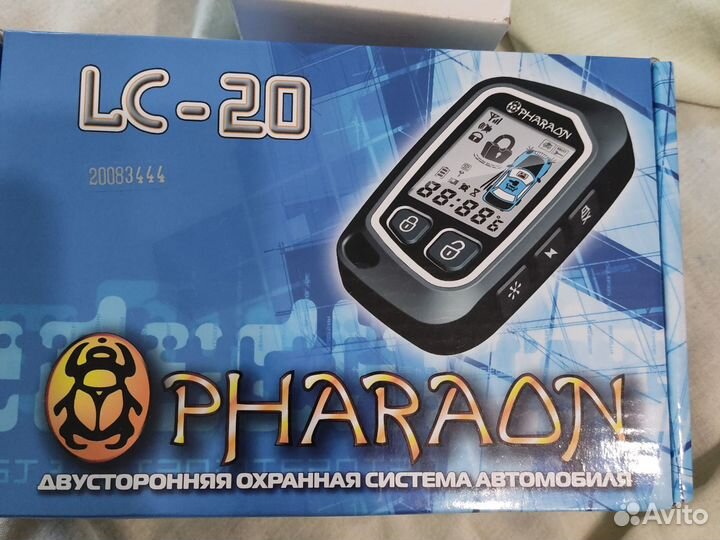 LC-20
20083444
PHARAON
88:88
PHARAON
ДВУСТОРОННЯЯ ОХРАННАЯ СИСТЕМА АВТОМОБИЛЯ
Avito